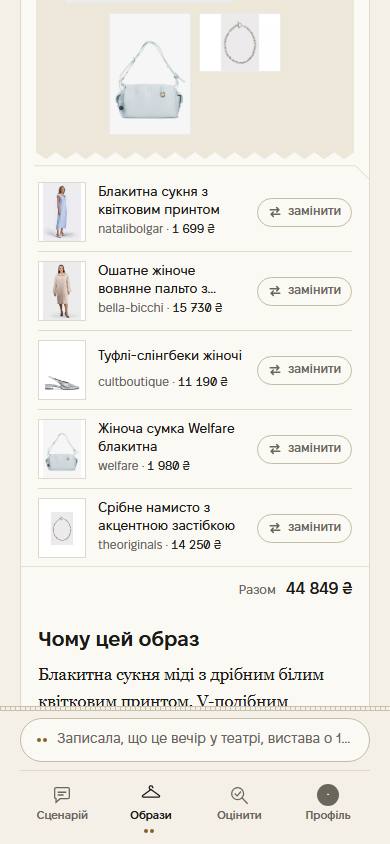 Блакитна сукня з
квітковим принтом
natalibolgar · 1 699 ₴
замінити
Ошатне жіноче
вовняне пальто з...
bella-bicchi · 15 730 ₴
замінити
Туфлі-слінгбеки жіночі
cultboutique · 11 190 ₴
замінити
Жіноча сумка Welfare
блакитна
welfare · 1 980 ₴
замінити
Срібне намисто з
акцентною застібкою
theoriginals · 14 250 ₴
замінити
Разом 44 849 ₴
Чому цей образ
Блакитна сукня міді з дрібним білим
квітковим принтом, V-подібним
Записала, що це вечір у театрі, вистава о 1...
Сценарій
Образи
Оцінити
Профіль